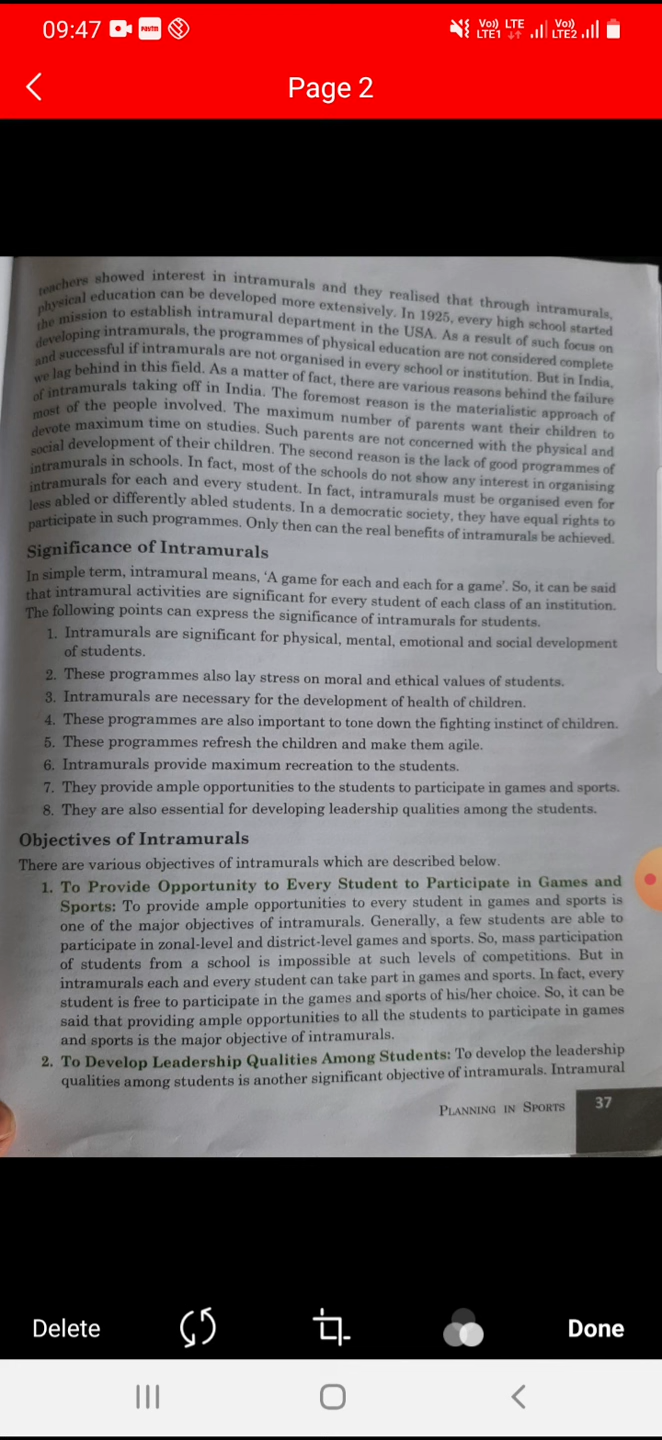 09:47
Paytm
Vo)) LTE
LTE1
Vo))
LTE2
Page 2
teachers showed interest in intramurals and they realised that through intramurals,
physical education can be developed more extensively. In 1925, every high school started
the mission to establish intramural department in the USA. As a result of such focus on
developing intramurals, the programmes of physical education are not considered complete
and successful if intramurals are not organised in every school or institution. But in India,
we lag behind in this field. As a matter of fact, there are various reasons behind the failure
of intramurals taking off in India. The foremost reason is the materialistic approach of
most of the people involved. The maximum number of parents want their children to
devote maximum time on studies. Such parents are not concerned with the physical and
social development of their children. The second reason is the lack of good programmes of
intramurals in schools. In fact, most of the schools do not show any interest in organising
intramurals for each and every student. In fact, intramurals must be organised even for
less abled or differently abled students. In a democratic society, they have equal rights to
participate in such programmes. Only then can the real benefits of intramurals be achieved.
Significance of Intramurals
In simple term, intramural means, ‘A game for each and each for a game’. So, it can be said
that intramural activities are significant for every student of each class of an institution.
The following points can express the significance of intramurals for students.
1. Intramurals are significant for physical, mental, emotional and social development
of students.
2. These programmes also lay stress on moral and ethical values of students.
3. Intramurals are necessary for the development of health of children.
4. These programmes are also important to tone down the fighting instinct of children.
5. These programmes refresh the children and make them agile.
6. Intramurals provide maximum recreation to the students.
7. They provide ample opportunities to the students to participate in games and sports.
8. They are also essential for developing leadership qualities among the students.
Objectives of Intramurals
There are various objectives of intramurals which are described below.
1. To Provide Opportunity to Every Student to Participate in Games and
Sports: To provide ample opportunities to every student in games and sports is
one of the major objectives of intramurals. Generally, a few students are able to
participate in zonal-level and district-level games and sports. So, mass participation
of students from a school is impossible at such levels of competitions. But in
intramurals each and every student can take part in games and sports. In fact, every
student is free to participate in the games and sports of his/her choice. So, it can be
said that providing ample opportunities to all the students to participate in games
and sports is the major objective of intramurals.
2. To Develop Leadership Qualities Among Students: To develop the leadership
qualities among students is another significant objective of intramurals. Intramural
PLANNING IN SPORTS 37
Delete
Done